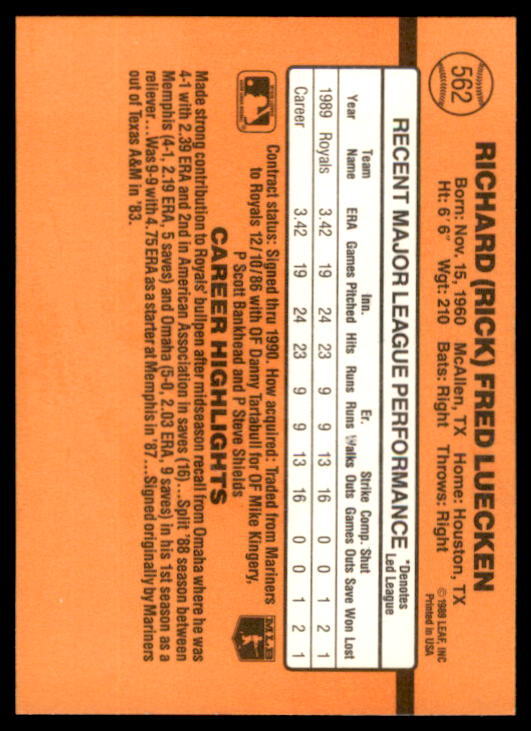 562
RICHARD (RICK) FRED LUECKEN
Born: Nov. 15, 1960 McAllen, TX Home: Houston, TX
Ht: 6' 6" Wgt: 210 Bats: Right Throws: Right
© 1989 LEAF, INC
Printed in USA
RECENT MAJOR LEAGUE PERFORMANCE
*Denotes
Led League
Team Inn. Er. Strike Comp. Shut
Year Name ERA Games Pitched Hits Runs Runs Walks Outs Games Outs Save Won Lost
1989 Royals 3.42 19 24 23 9 9 13 16 0 0 1 2 1
Career 3.42 19 24 23 9 9 13 16 0 0 1 2 1
Contract status: Signed thru 1990. How acquired: Traded from Mariners
to Royals 12/10/86 with OF Danny Tartabull for OF Mike Kingery,
P Scott Bankhead and P Steve Shields
MLB
CAREER HIGHLIGHTS
Made strong contribution to Royals' bullpen after midseason recall from Omaha where he was
4-1 with 2.39 ERA and 2nd in American Association in saves (16)...Split '88 season between
Memphis (4-1, 2.19 ERA, 5 saves) and Omaha (5-0, 2.03 ERA, 9 saves) in his 1st season as a
reliever...Was 9-9 with 4.75 ERA as a starter at Memphis in '87...Signed originally by Mariners
out of Texas A&M in '83.